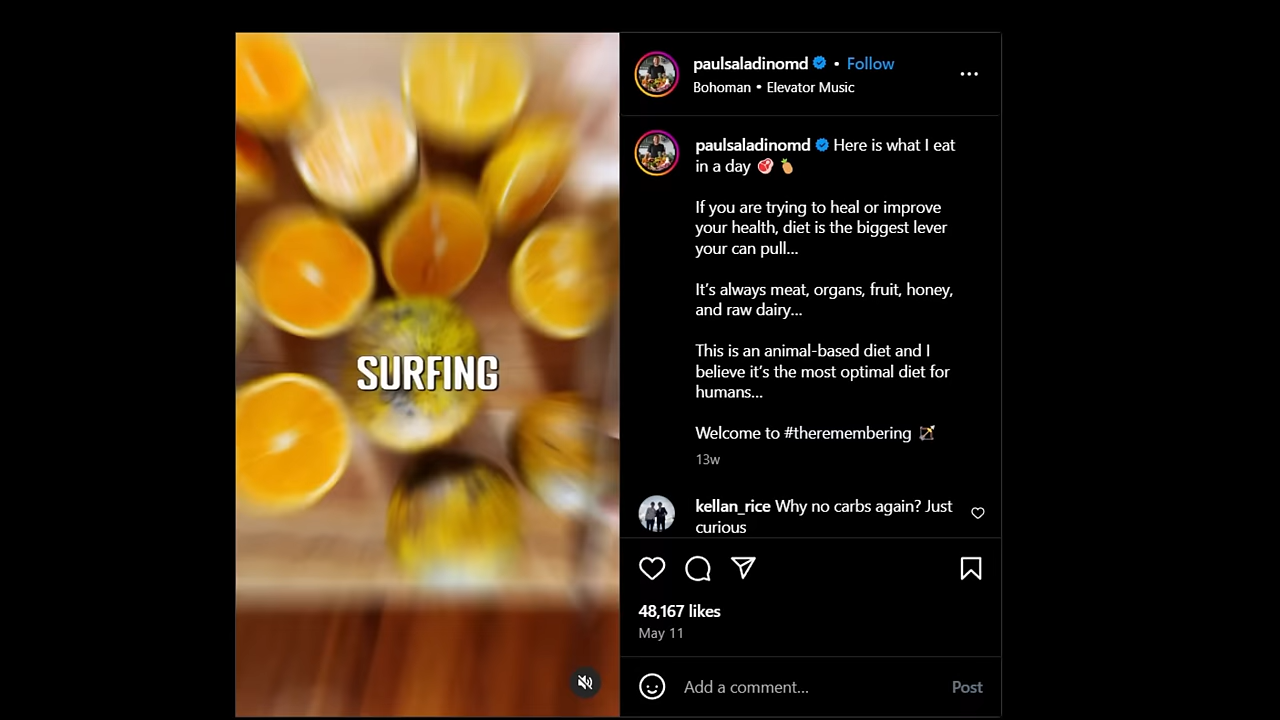 SURFING
paulsaladinomd • Follow
Bohoman • Elevator Music
paulsaladinomd Here is what I eat
in a day 🥩 🍍
If you are trying to heal or improve
your health, diet is the biggest lever
your can pull...
It’s always meat, organs, fruit, honey,
and raw dairy...
This is an animal-based diet and I
believe it’s the most optimal diet for
humans...
Welcome to #theremembering 🏹
13w
kellan_rice Why no carbs again? Just
curious
48,167 likes
May 11
Add a comment...
Post